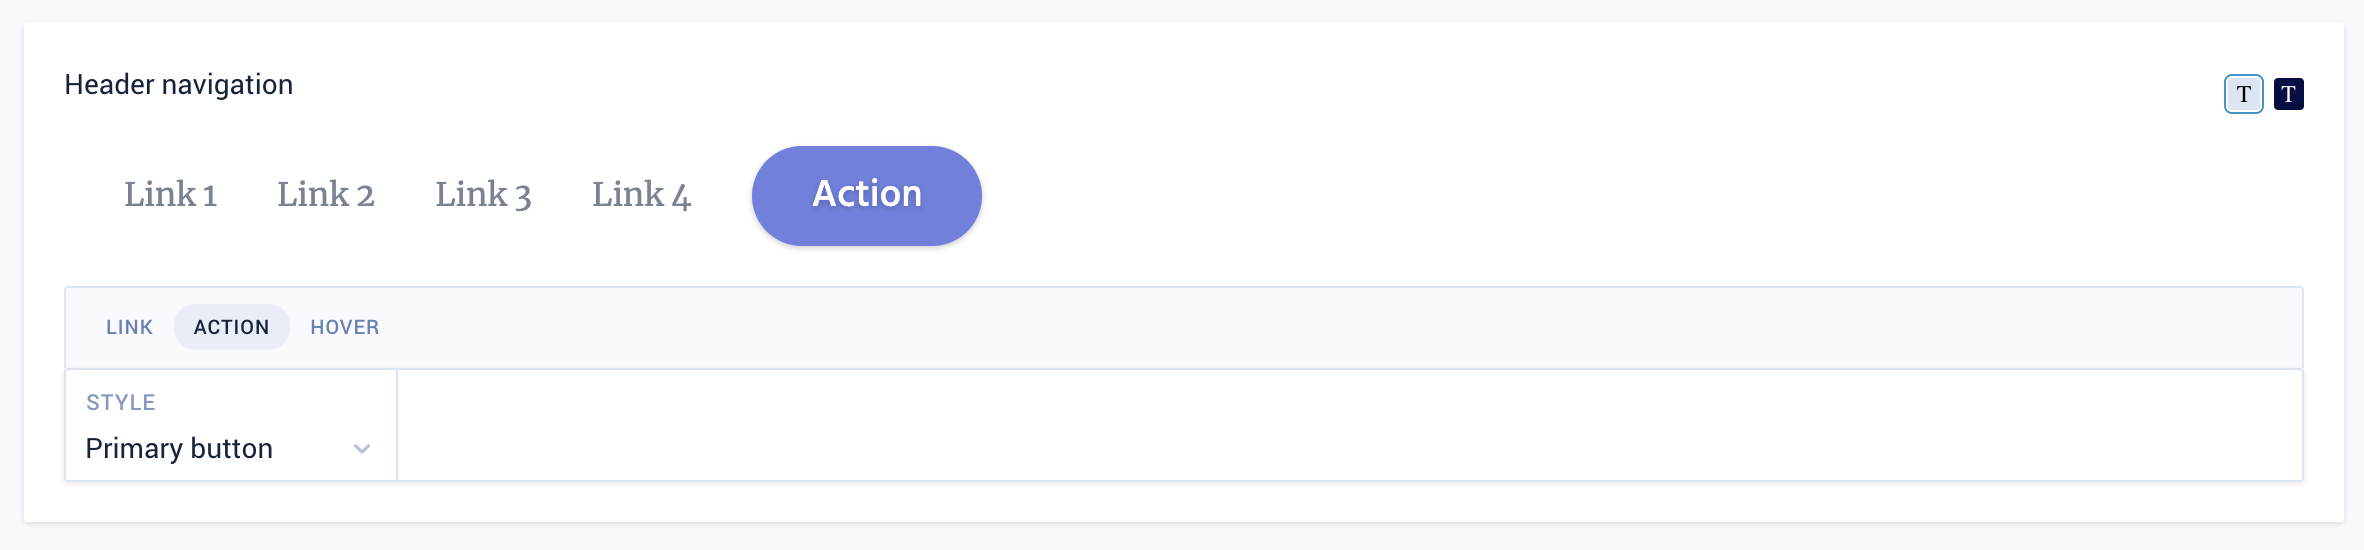 Header navigation
T T
Link 1 Link 2 Link 3 Link 4 Action
LINK ACTION HOVER
STYLE
Primary button